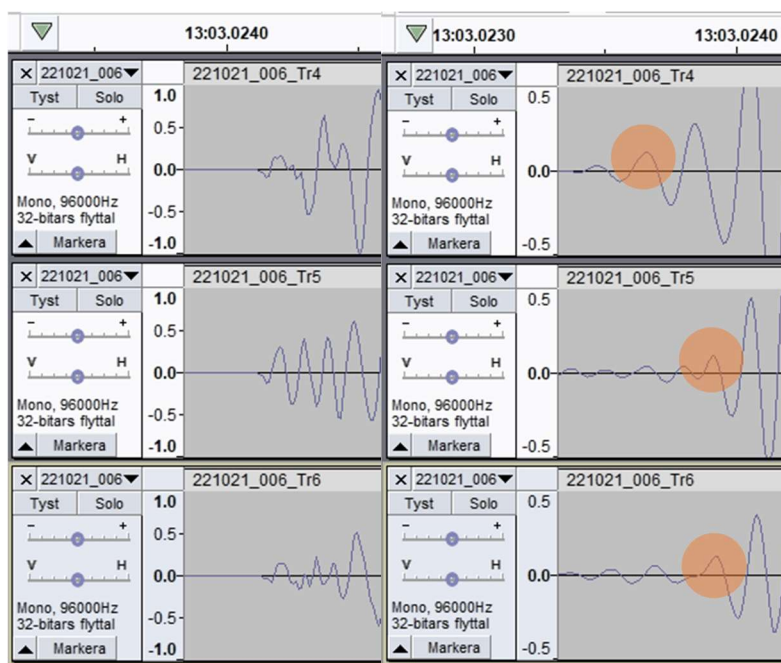 13:03.0240
13:03.0230 13:03.0240
× 221021_006▼ 221021_006_Tr4
Tyst Solo
- +
V H
Mono, 96000Hz
32-bitars flyttal
▲ Markera
1.0
0.5-
0.0-
-0.5-
-1.0
× 221021_006▼ 221021_006_Tr4
Tyst Solo
- +
V H
Mono, 96000Hz
32-bitars flyttal
▲ Markera
0.5
0.0-
-0.5
× 221021_006▼ 221021_006_Tr5
Tyst Solo
- +
V H
Mono, 96000Hz
32-bitars flyttal
▲ Markera
1.0
0.5-
0.0-
-0.5-
-1.0
× 221021_006▼ 221021_006_Tr5
Tyst Solo
- +
V H
Mono, 96000Hz
32-bitars flyttal
▲ Markera
0.5
0.0-
-0.5
× 221021_006▼ 221021_006_Tr6
Tyst Solo
- +
V H
Mono, 96000Hz
32-bitars flyttal
▲ Markera
1.0
0.5-
0.0-
-0.5-
-1.0
× 221021_006▼ 221021_006_Tr6
Tyst Solo
- +
V H
Mono, 96000Hz
32-bitars flyttal
▲ Markera
0.5
0.0-
-0.5